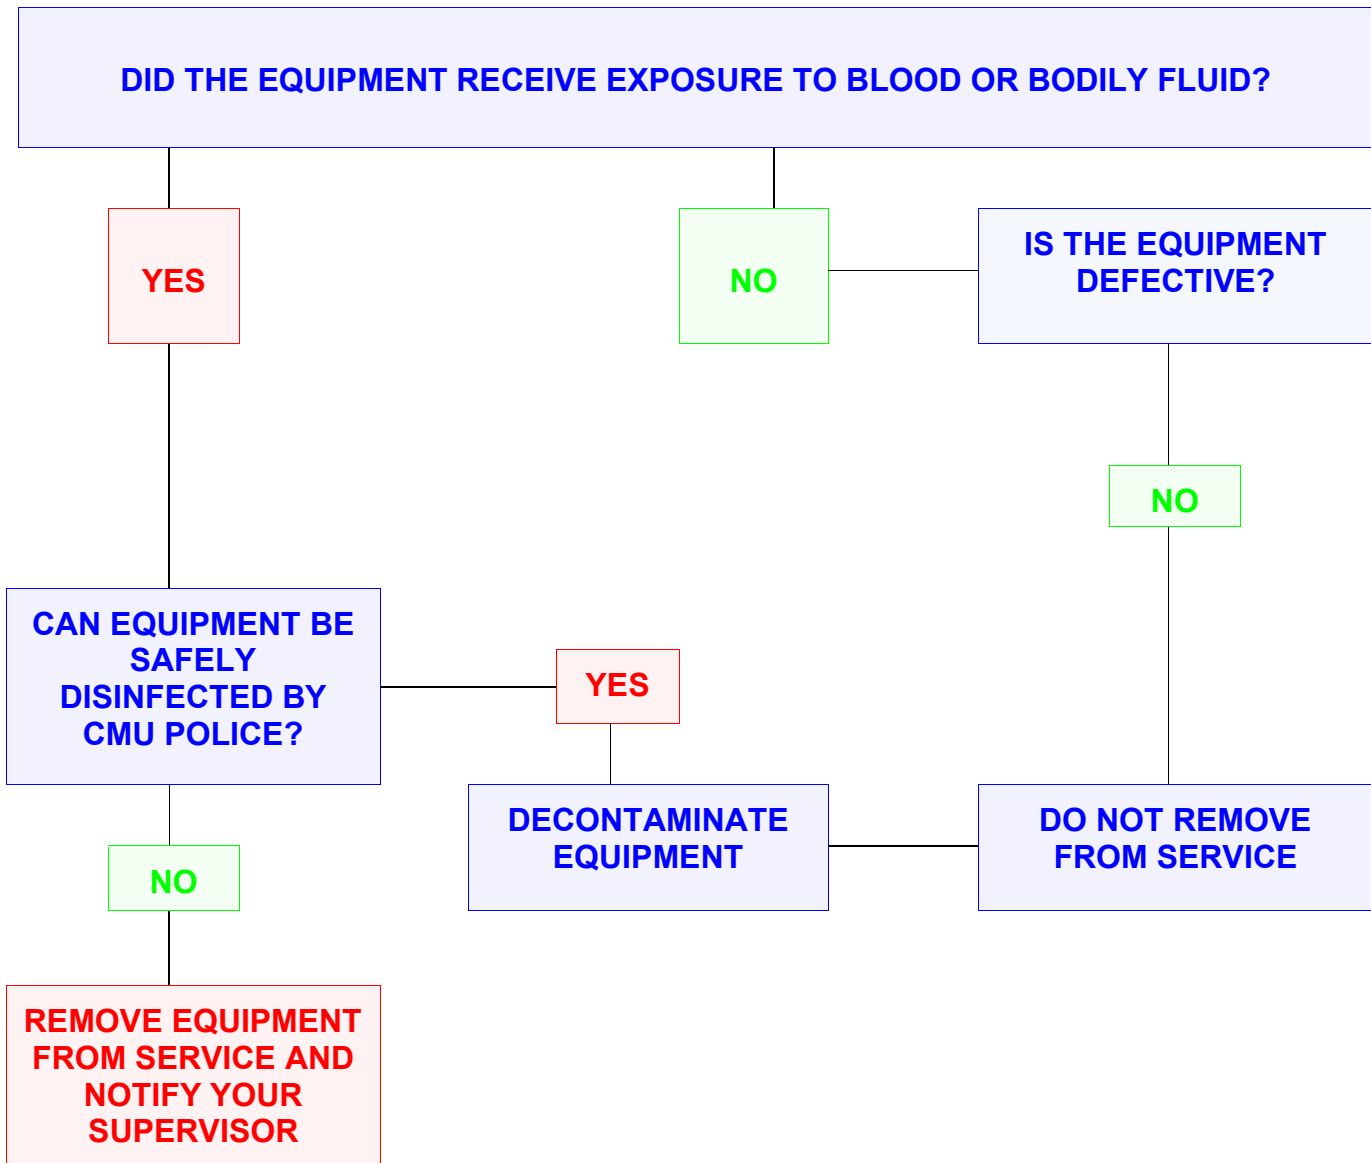 DID THE EQUIPMENT RECEIVE EXPOSURE TO BLOOD OR BODILY FLUID?
YES
NO
IS THE EQUIPMENT
DEFECTIVE?
NO
CAN EQUIPMENT BE
SAFELY
DISINFECTED BY
CMU POLICE?
YES
DECONTAMINATE
EQUIPMENT
DO NOT REMOVE
FROM SERVICE
NO
REMOVE EQUIPMENT
FROM SERVICE AND
NOTIFY YOUR
SUPERVISOR